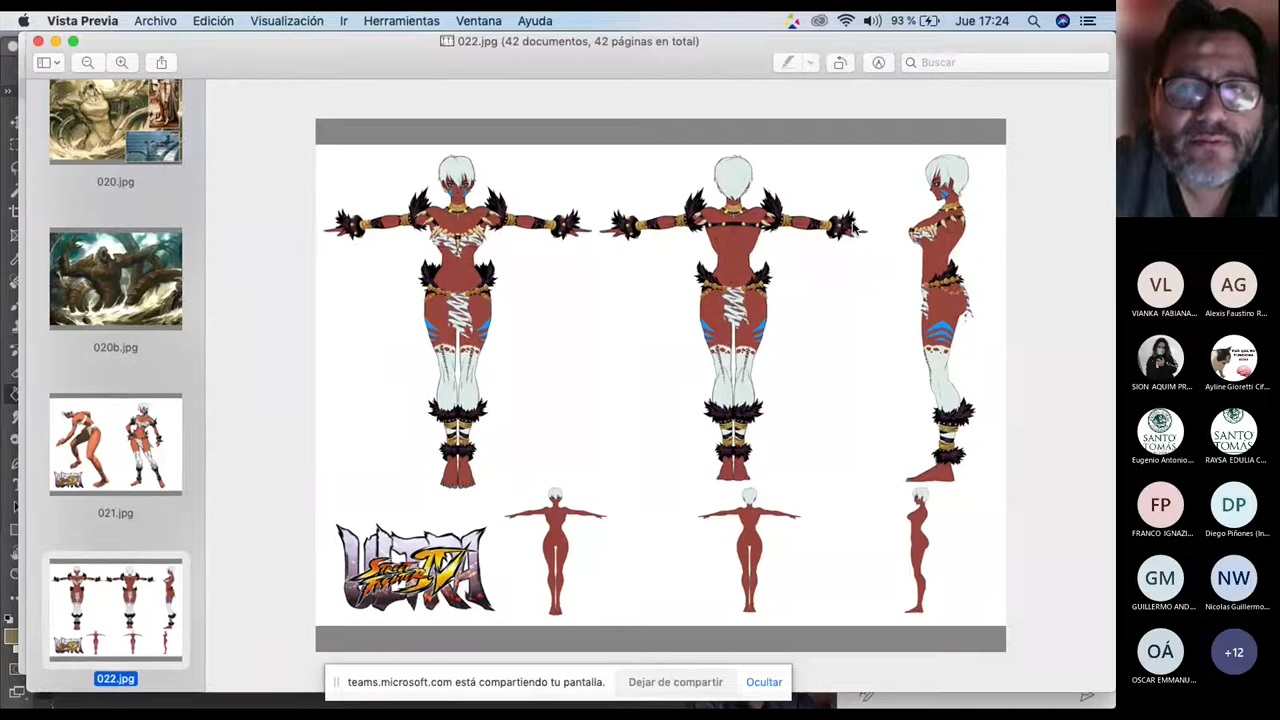 Vista Previa Archivo Edición Visualización Ir Herramientas Ventana Ayuda
93 % Jue 17:24
022.jpg (42 documentos, 42 páginas en total)
Buscar
020.jpg
020b.jpg
021.jpg
022.jpg
ULTRA
STREET FIGHTER IV
teams.microsoft.com está compartiendo tu pantalla.
Dejar de compartir
Ocultar
VL
AG
VIANKA FABIANA...
Alexis Faustino R...
SION AQUIM PR...
Ayline Gioretti Cif...
SANTO TOMÁS
SANTO TOMÁS
Eugenio Antonio...
RAYSA EDULIA C...
FP
DP
FRANCO IGNAZI...
Diego Piñones (In...
GM
NW
GUILLERMO AND...
Nicolas Guillermo...
OÁ
+12
OSCAR EMMANU...